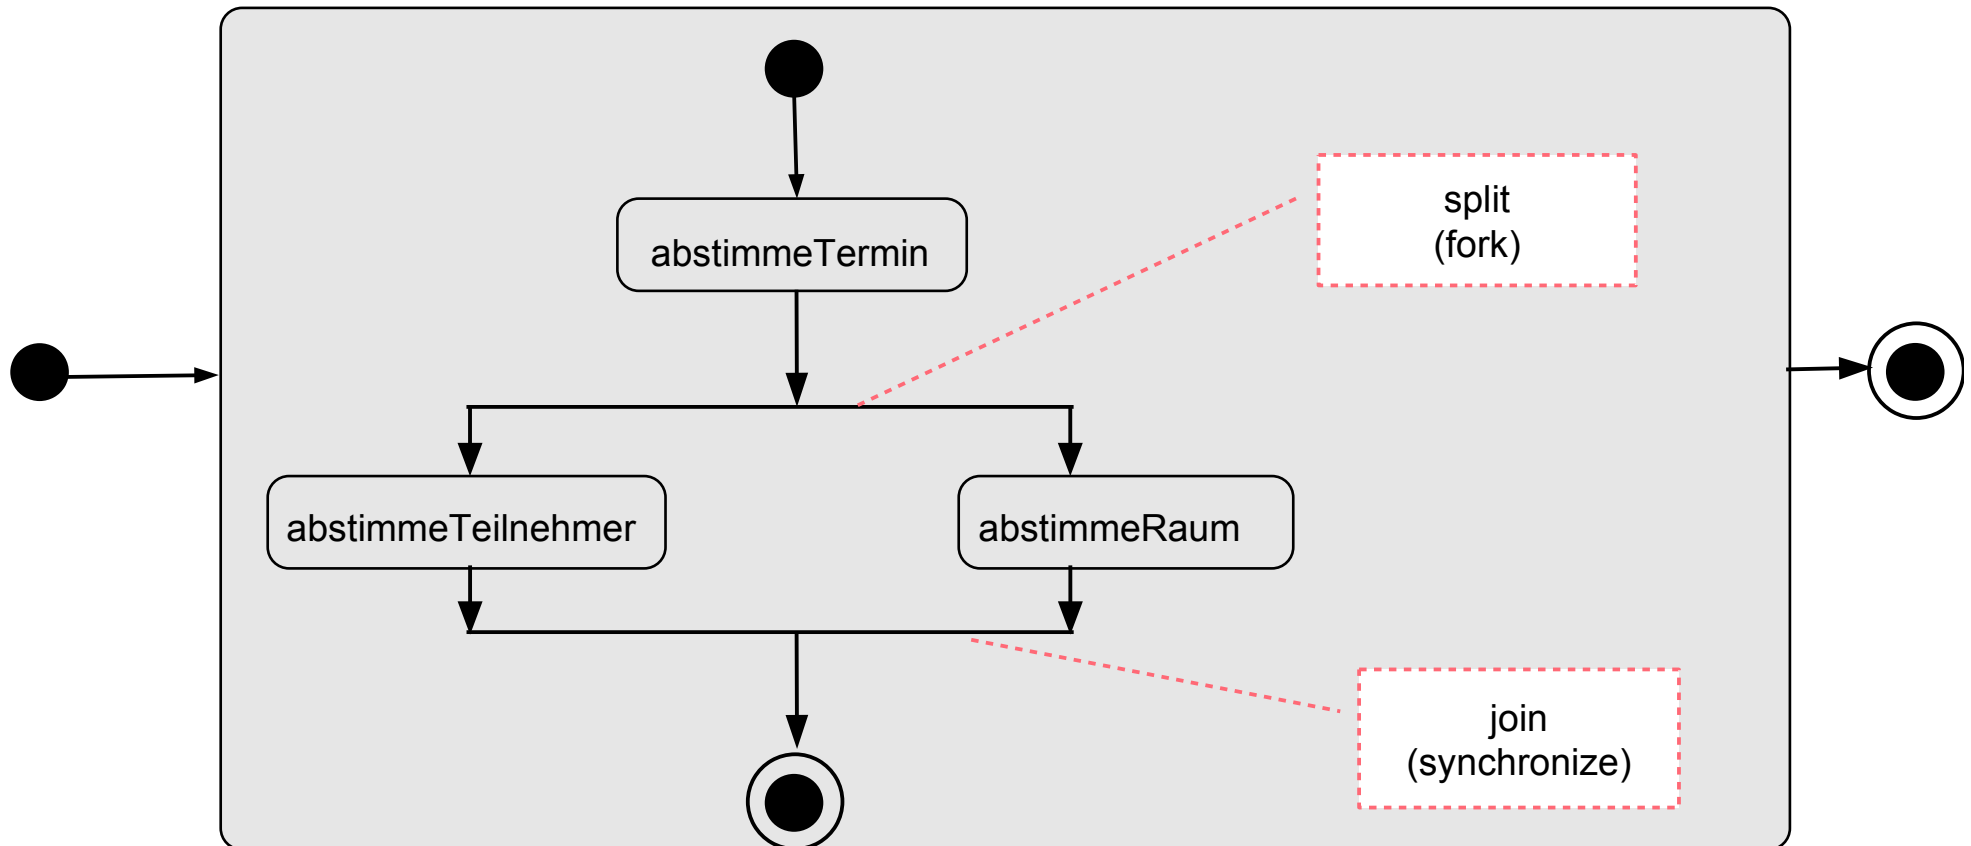 split
(fork)
abstimmeTermin
abstimmeTeilnehmer
abstimmeRaum
join
(synchronize)